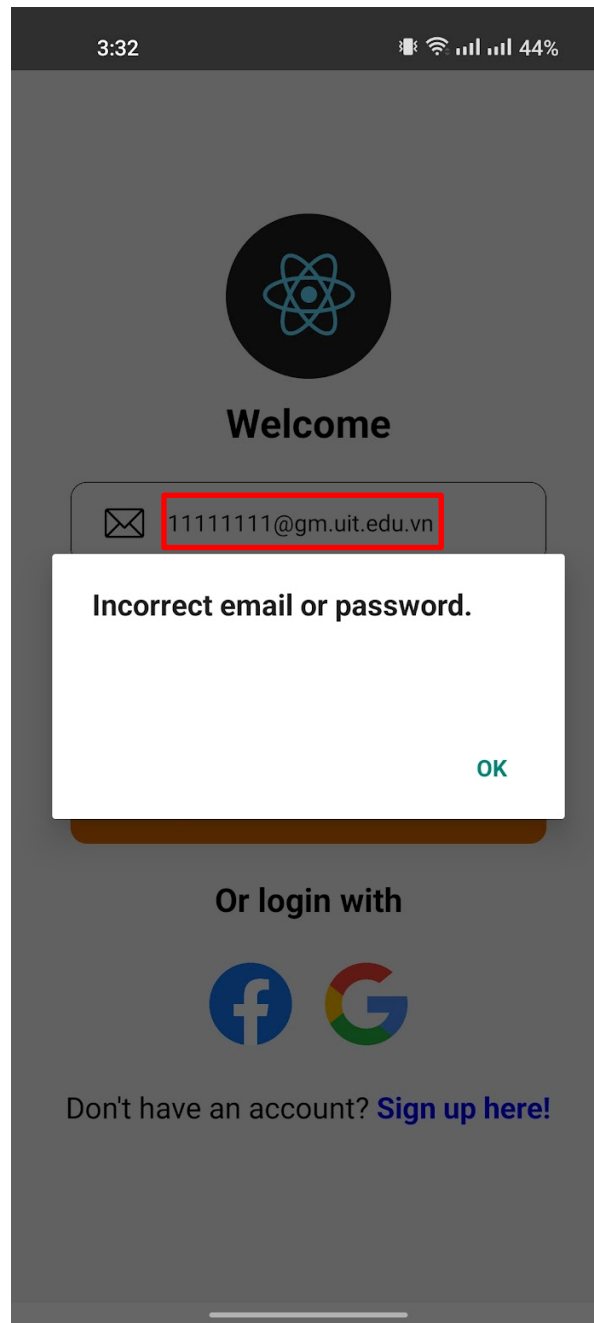 3:32 44%
Welcome
11111111@gm.uit.edu.vn
Incorrect email or password.
OK
Or login with
Don't have an account? Sign up here!